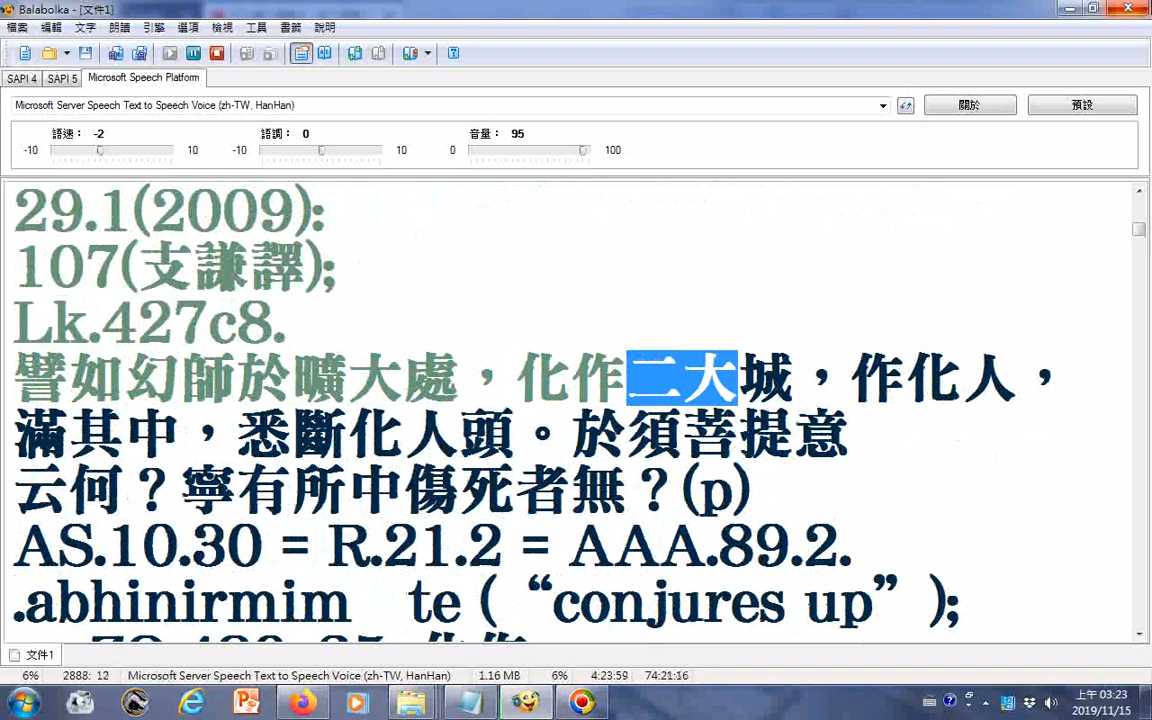 Balabolka - [文件1]
檔案 編輯 文字 朗讀 引擎 選項 檢視 工具 書籤 說明
SAPI 4 SAPI 5 Microsoft Speech Platform
Microsoft Server Speech Text to Speech Voice (zh-TW, HanHan) 關於 預設
語速： -2 語調： 0 音量： 95
-10 10 -10 10 0 100
29.1(2009):
107(支謙譯);
Lk.427c8.
譬如幻師於曠大處，化作二大城，作化人，
滿其中，悉斷化人頭。於須菩提意
云何？寧有所中傷死者無？(p)
AS.10.30 = R.21.2 = AAA.89.2.
.abhinirmim te (“conjures up”);
文件1
6% 2888: 12 Microsoft Server Speech Text to Speech Voice (zh-TW, HanHan) 1.16 MB 6% 4:23:59 74:21:16
上午 03:23
2019/11/15